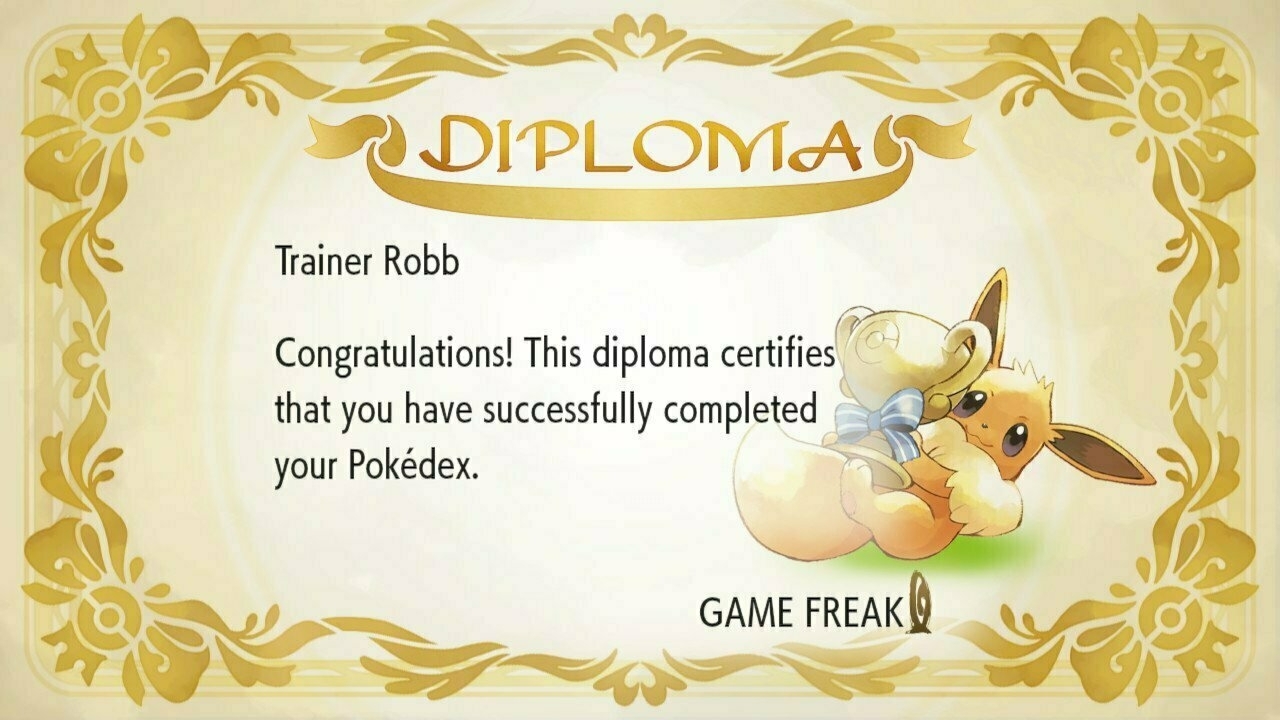 DIPLOMA
Trainer Robb
Congratulations! This diploma certifies
that you have successfully completed
your Pokédex.
GAME FREAK